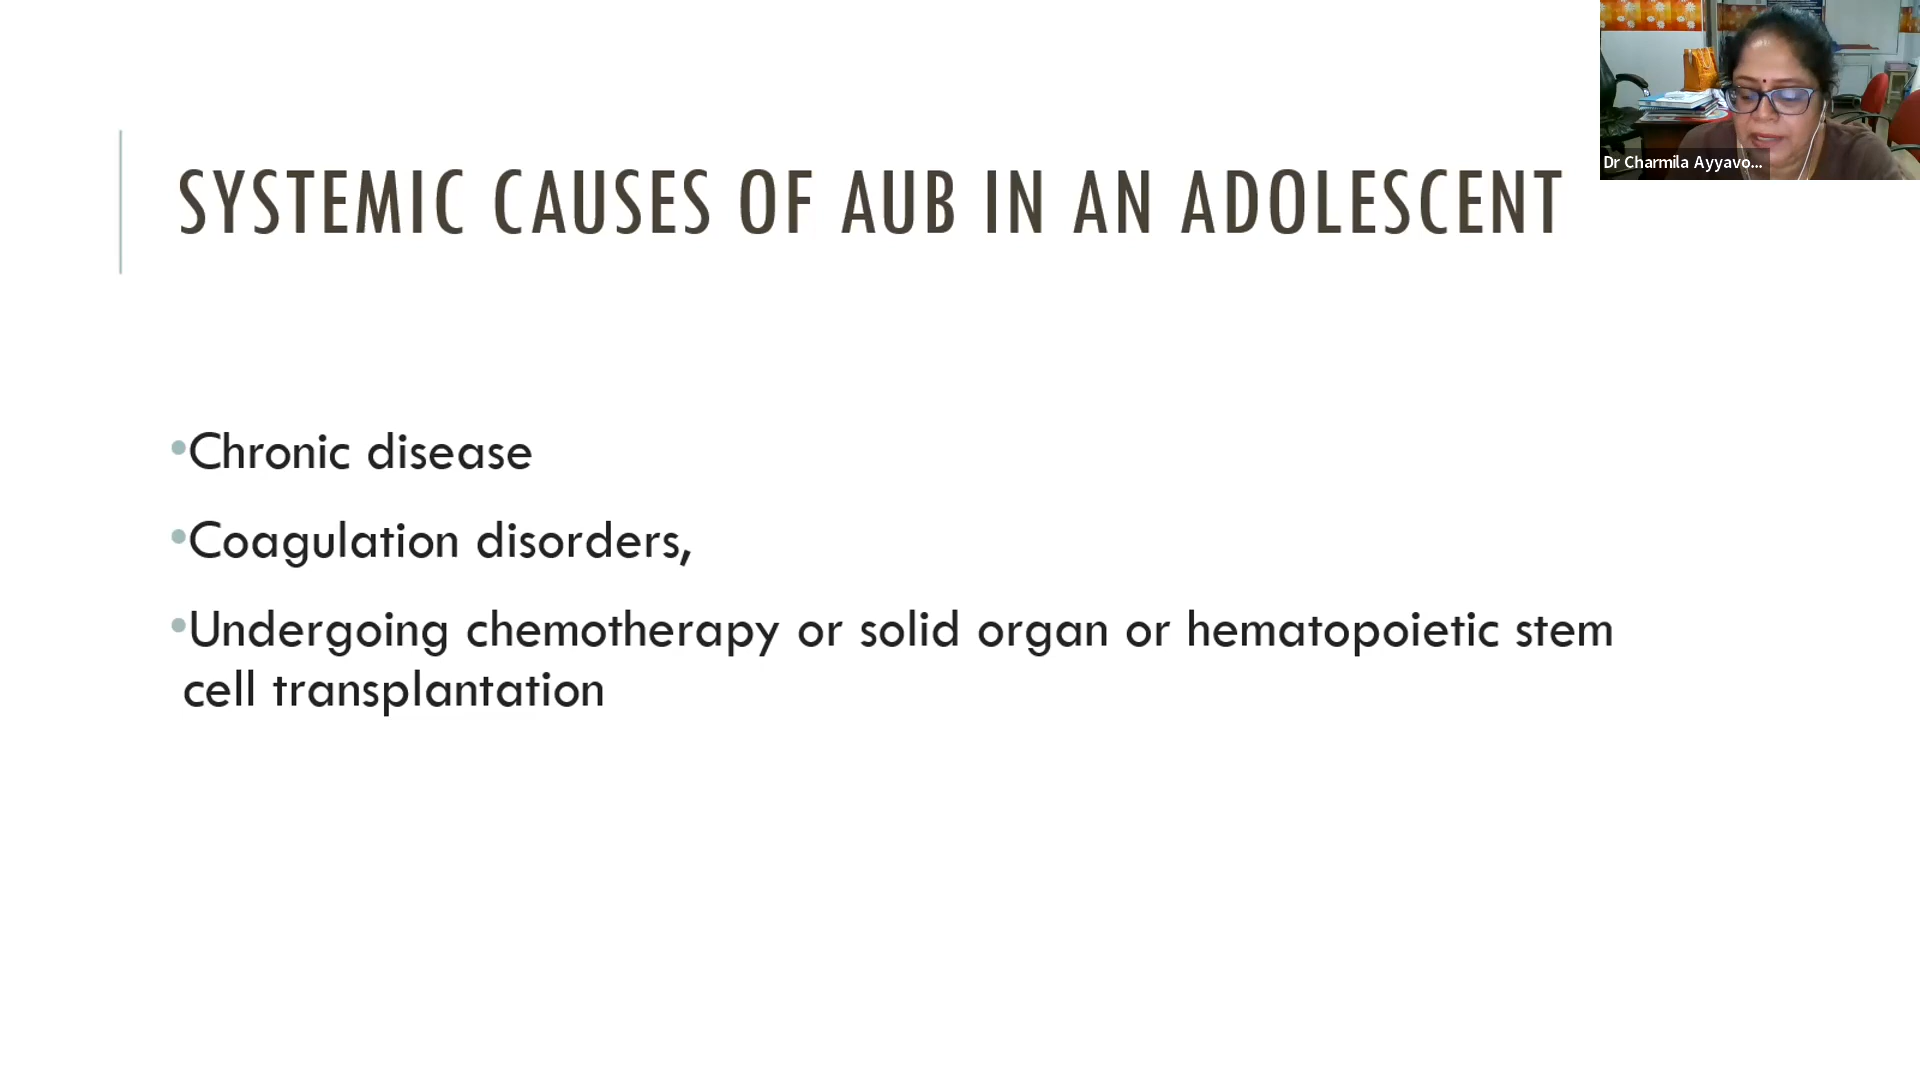 SYSTEMIC CAUSES OF AUB IN AN ADOLESCENT
•Chronic disease
•Coagulation disorders,
•Undergoing chemotherapy or solid organ or hematopoietic stem
cell transplantation
Dr Charmila Ayyavo...